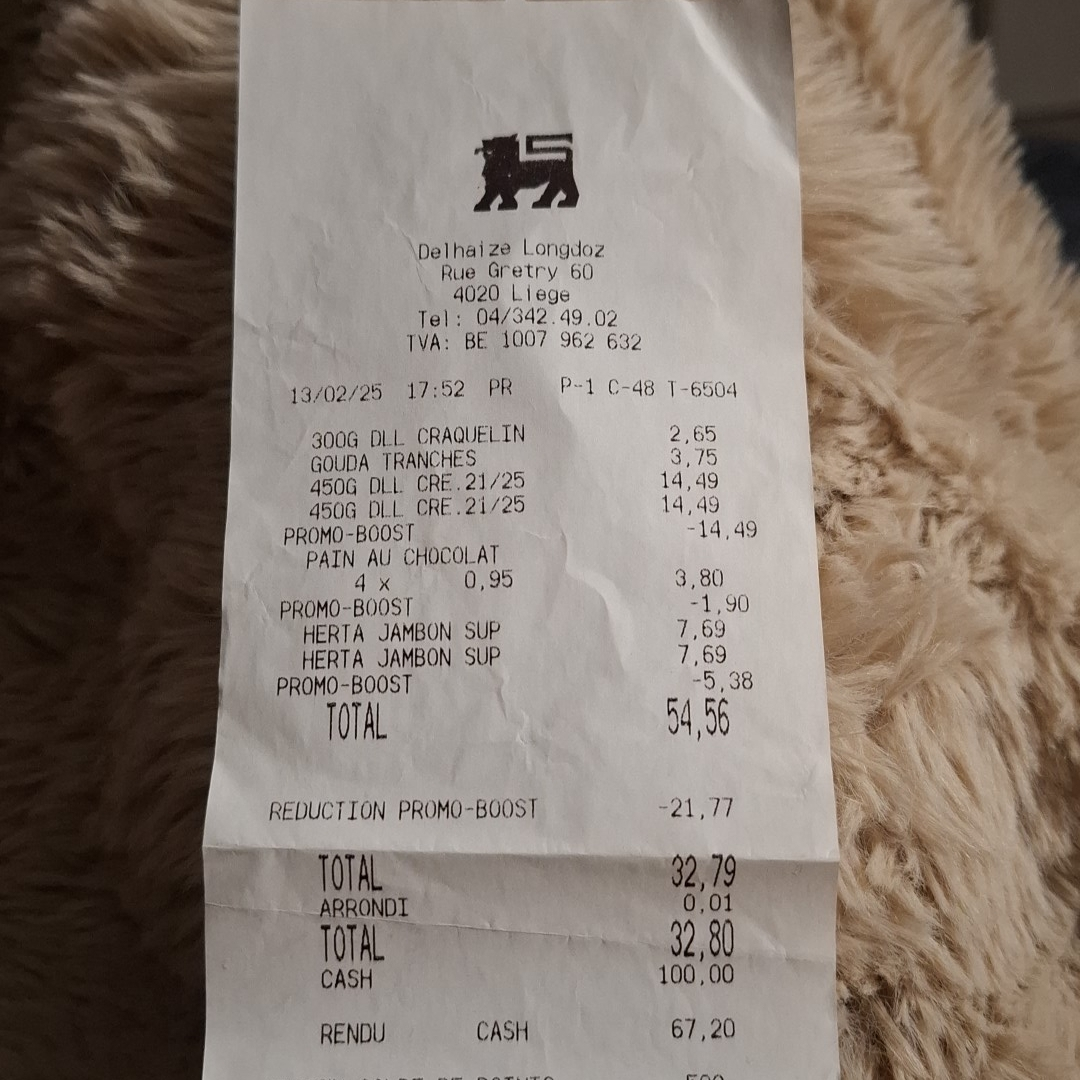 Delhaize Longdoz
Rue Gretry 60
4020 Liege
Tel: 04/342.49.02
TVA: BE 1007 962 632
13/02/25 17:52 PR P-1 C-48 T-6504
300G DLL CRAQUELIN 2,65
GOUDA TRANCHES 3,75
450G DLL CRE.21/25 14,49
450G DLL CRE.21/25 14,49
PROMO-BOOST -14,49
PAIN AU CHOCOLAT
4 x 0,95 3,80
PROMO-BOOST -1,90
HERTA JAMBON SUP 7,69
HERTA JAMBON SUP 7,69
PROMO-BOOST -5,38
TOTAL 54,56
REDUCTION PROMO-BOOST -21,77
TOTAL 32,79
ARRONDI 0,01
TOTAL 32,80
CASH 100,00
RENDU CASH 67,20